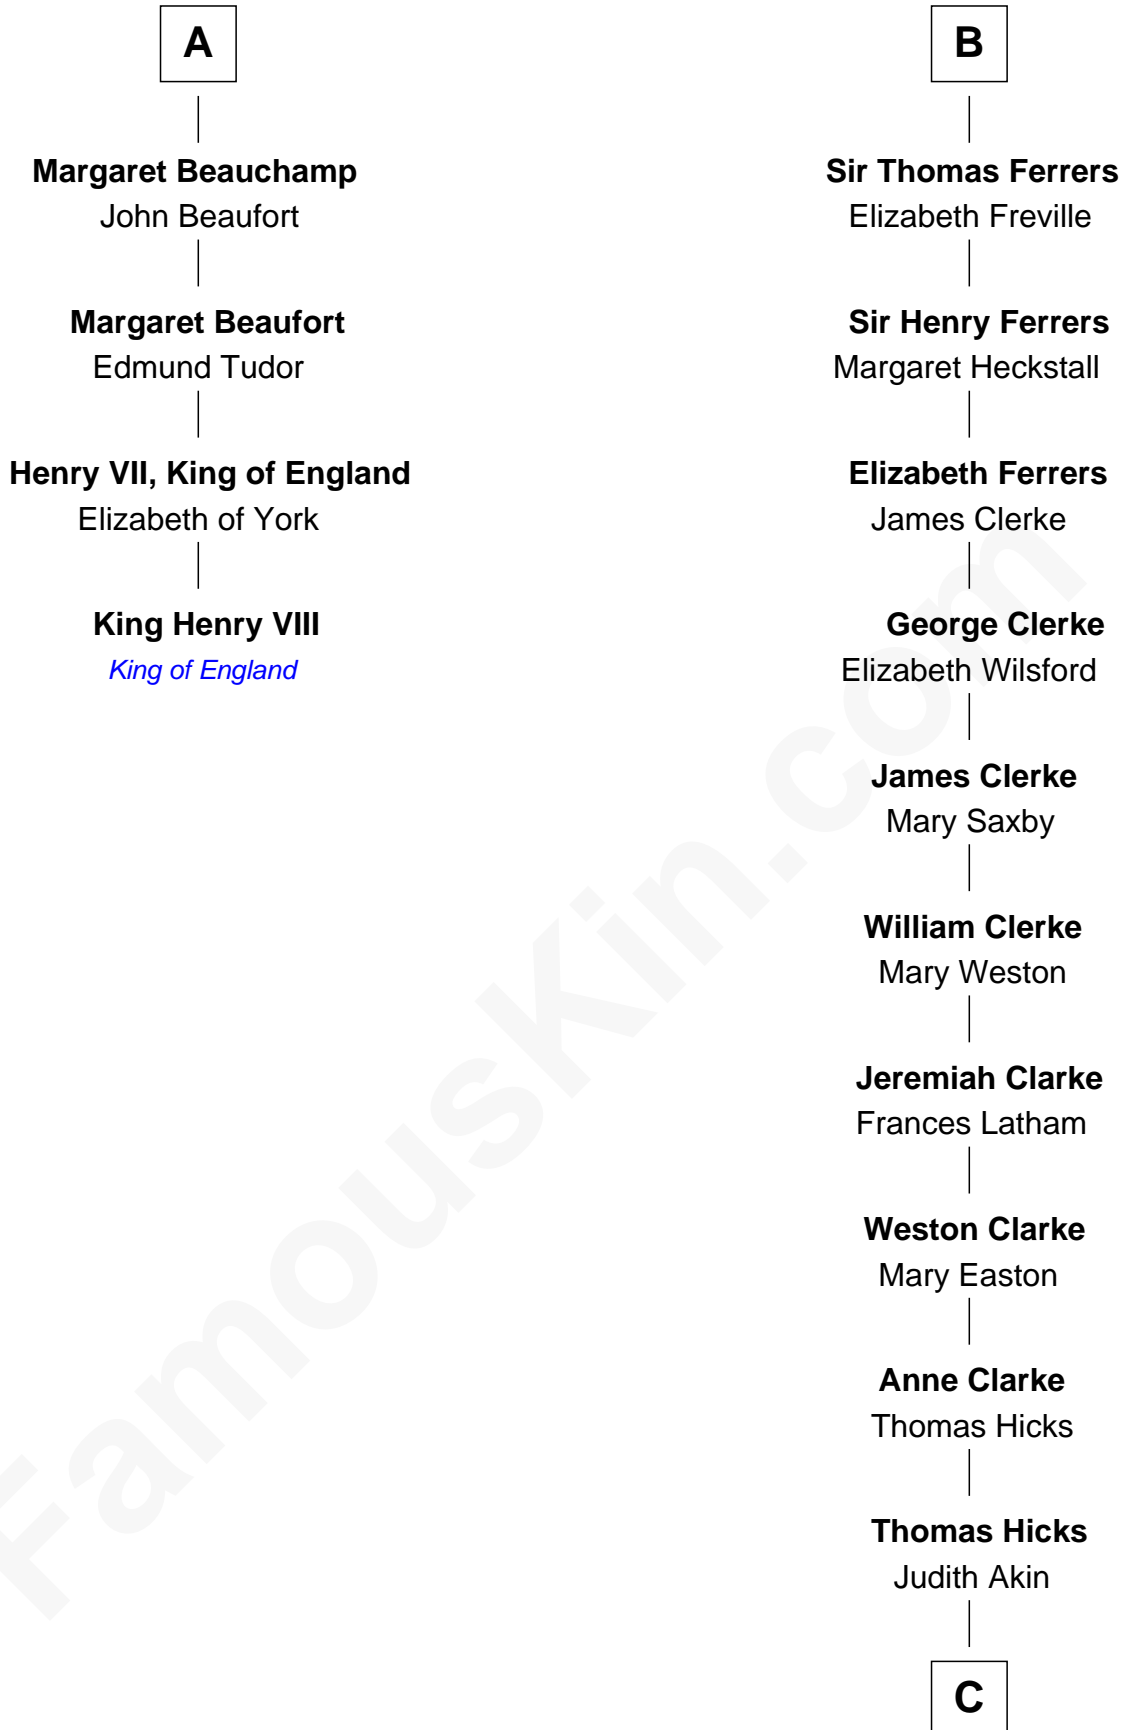 A
Margaret Beauchamp
John Beaufort
Margaret Beaufort
Edmund Tudor
Henry VII, King of England
Elizabeth of York
King Henry VIII
King of England
B
Sir Thomas Ferrers
Elizabeth Freville
Sir Henry Ferrers
Margaret Heckstall
Elizabeth Ferrers
James Clerke
George Clerke
Elizabeth Wilsford
James Clerke
Mary Saxby
William Clerke
Mary Weston
Jeremiah Clarke
Frances Latham
Weston Clarke
Mary Easton
Anne Clarke
Thomas Hicks
Thomas Hicks
Judith Akin
C
FamousKin.com